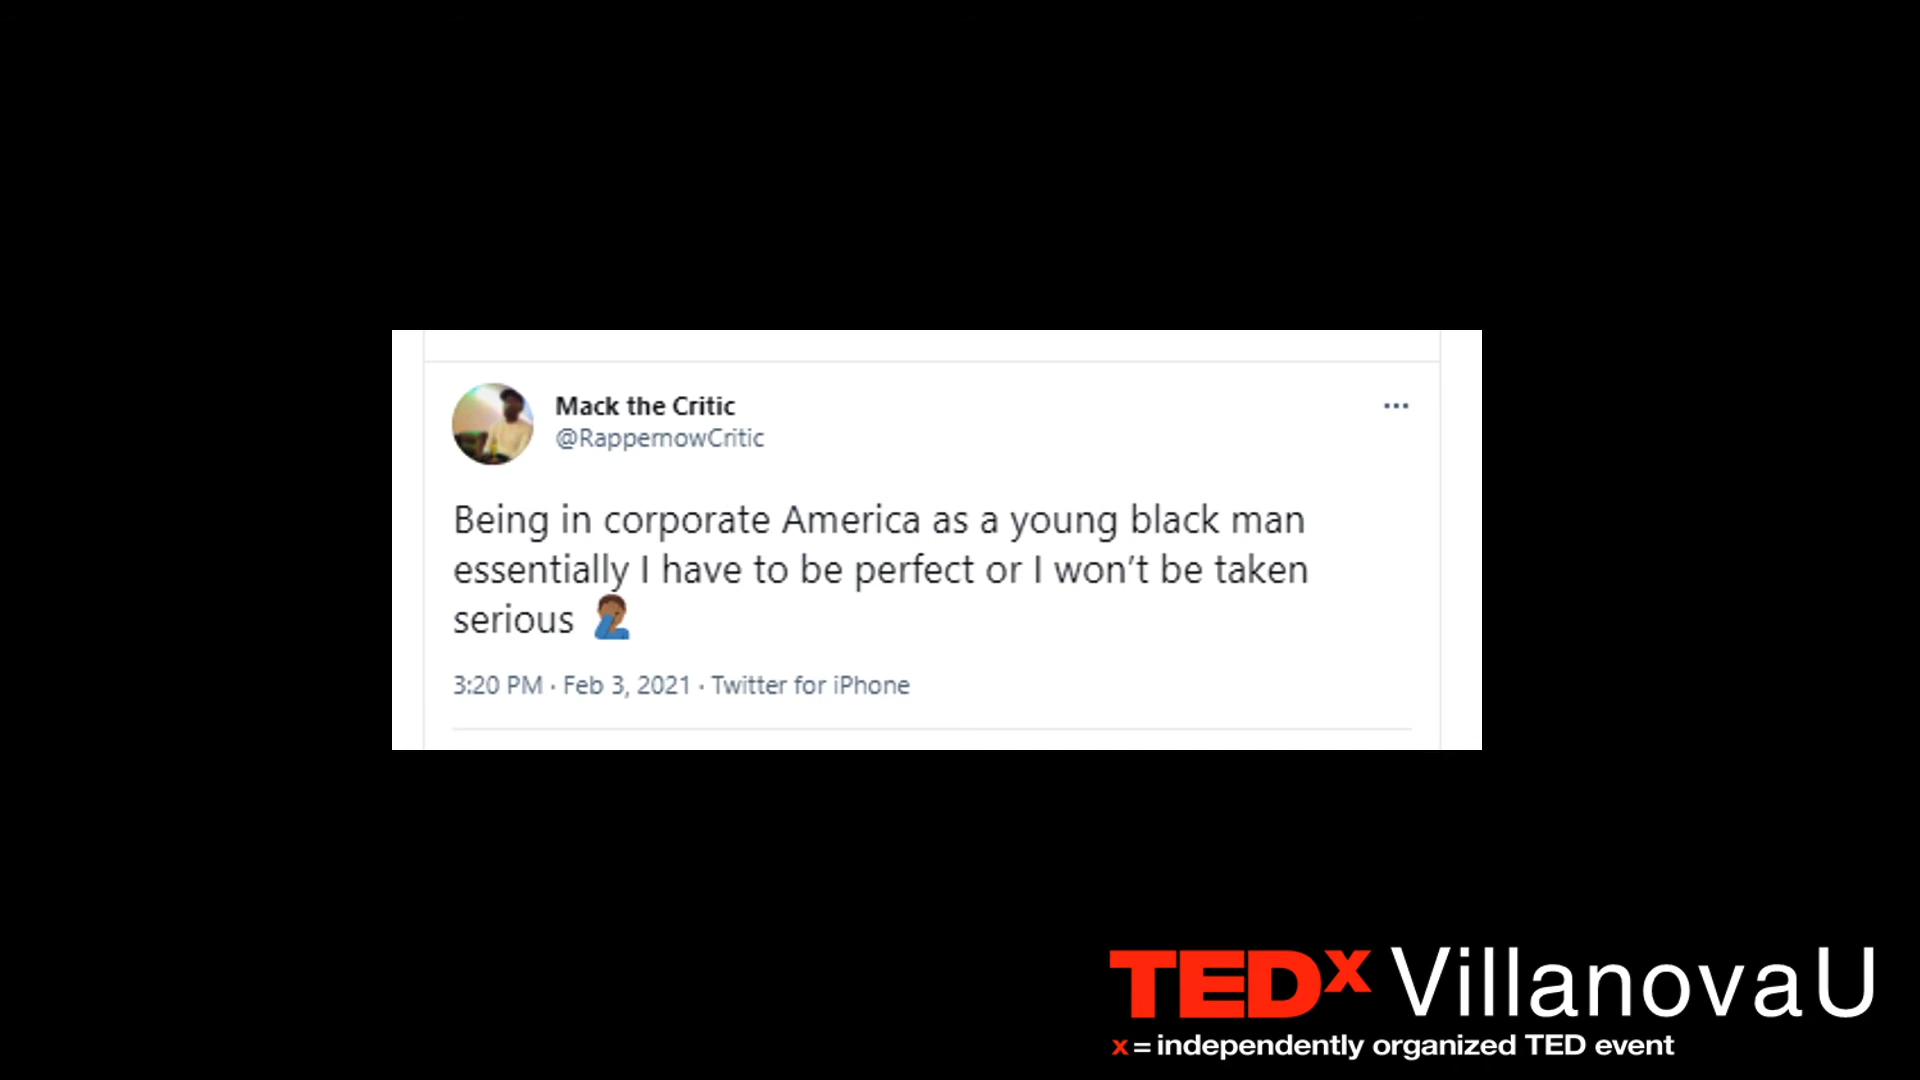 Mack the Critic
@RappernowCritic
Being in corporate America as a young black man
essentially I have to be perfect or I won't be taken
serious 🤦🏾‍♂️
3:20 PM · Feb 3, 2021 · Twitter for iPhone
TEDx VillanovaU
x = independently organized TED event